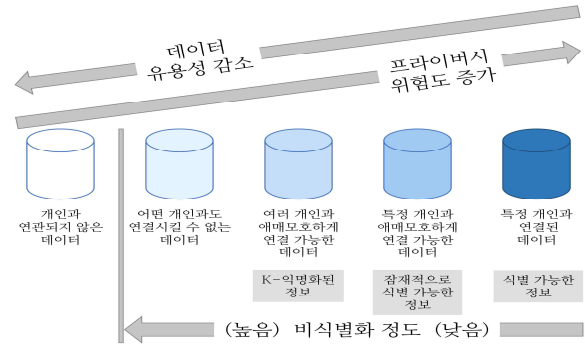 데이터
유용성 감소
프라이버시
위험도 증가
개인과
연관되지 않은
데이터
어떤 개인과도
연결시킬 수 없는
데이터
여러 개인과
애매모호하게
연결 가능한
데이터
특정 개인과
애매모호하게
연결 가능한
데이터
특정 개인과
연결된
데이터
K-익명화된
정보
잠재적으로
식별 가능한
정보
식별 가능한
정보
(높음) 비식별화 정도 (낮음)